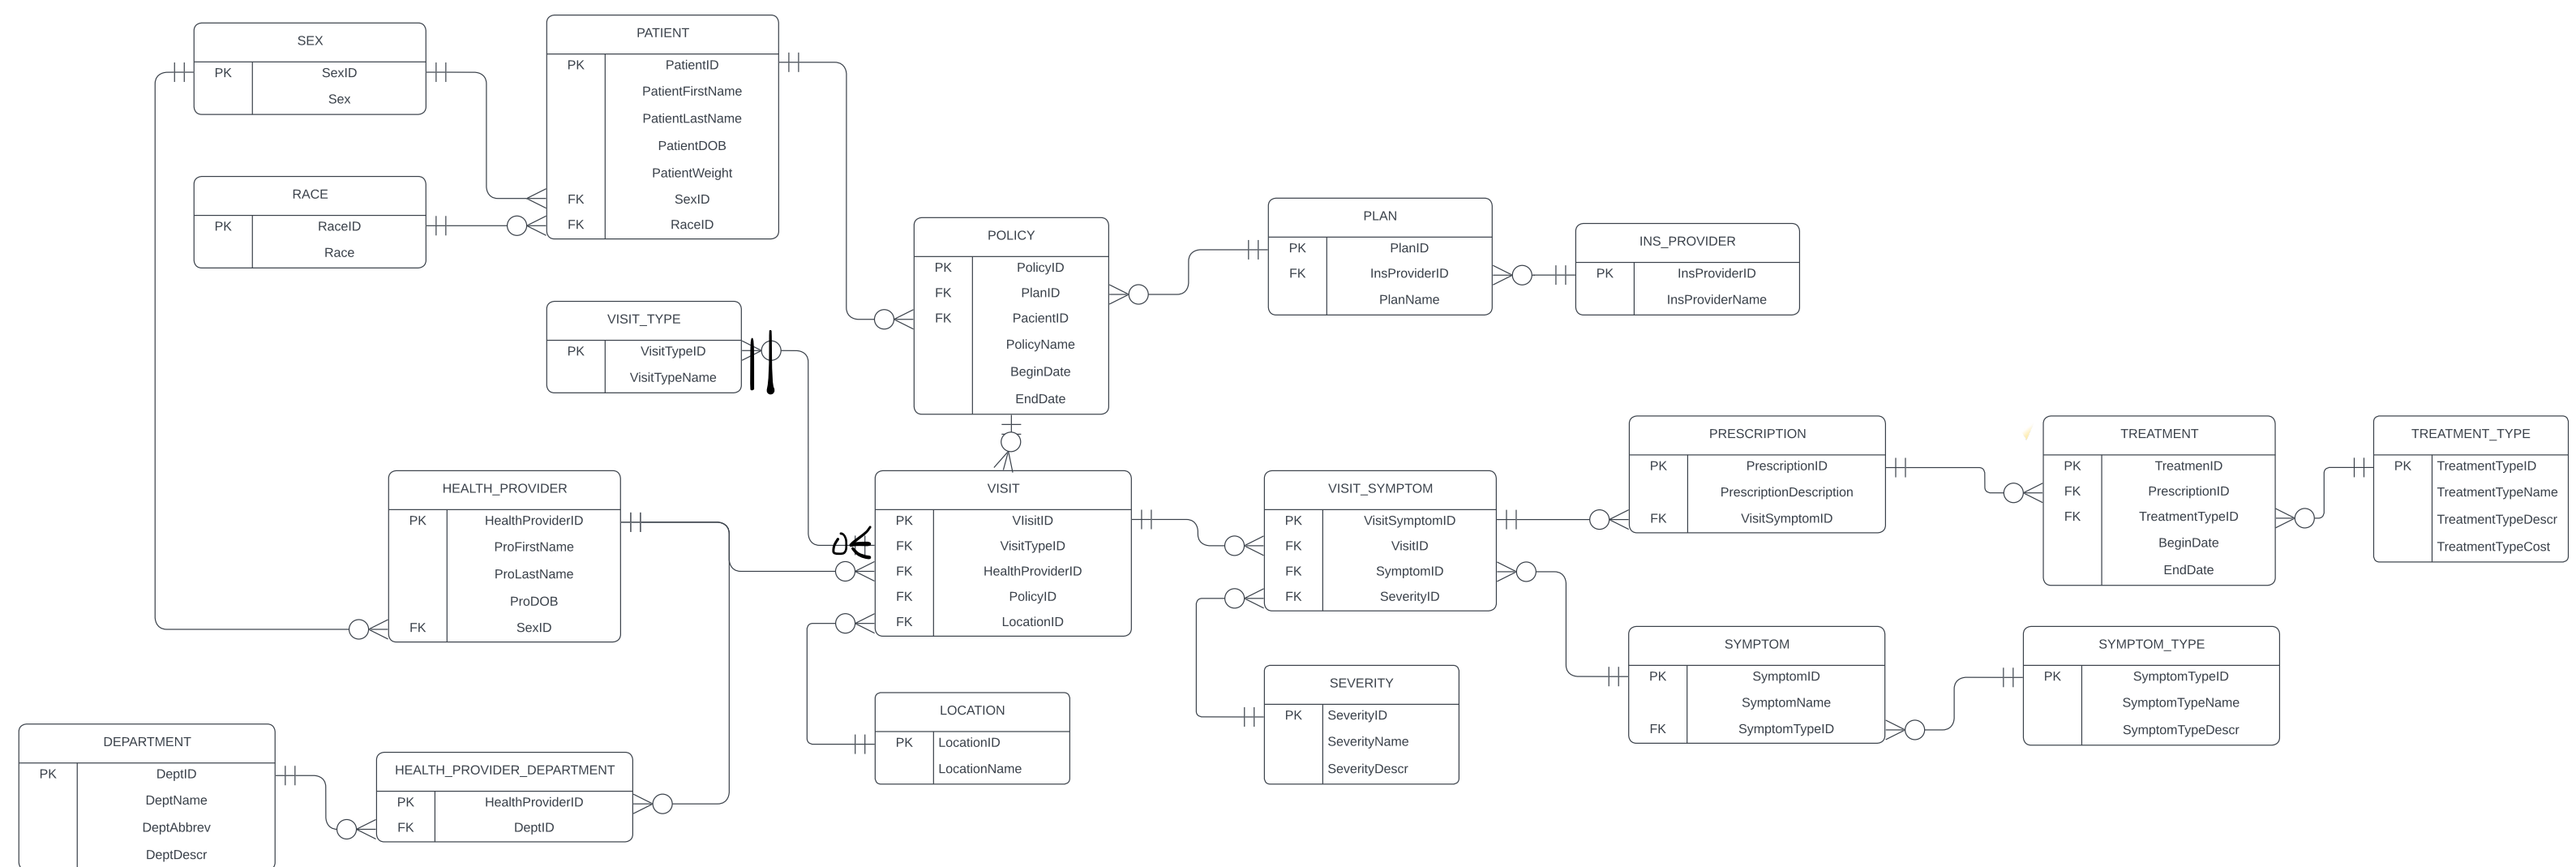 SEX
PK SexID
Sex
PATIENT
PK PatientID
PatientFirstName
PatientLastName
PatientDOB
PatientWeight
FK SexID
FK RaceID
RACE
PK RaceID
Race
POLICY
PK PolicyID
FK PlanID
FK PacientID
PolicyName
BeginDate
EndDate
PLAN
PK PlanID
FK InsProviderID
PlanName
INS_PROVIDER
PK InsProviderID
InsProviderName
VISIT_TYPE
PK VisitTypeID
VisitTypeName
HEALTH_PROVIDER
PK HealthProviderID
ProFirstName
ProLastName
ProDOB
FK SexID
VISIT
PK VIisitID
FK VisitTypeID
FK HealthProviderID
FK PolicyID
FK LocationID
VISIT_SYMPTOM
PK VisitSymptomID
FK VisitID
FK SymptomID
FK SeverityID
PRESCRIPTION
PK PrescriptionID
PrescriptionDescription
FK VisitSymptomID
TREATMENT
PK TreatmenID
FK PrescriptionID
FK TreatmentTypeID
BeginDate
EndDate
TREATMENT_TYPE
PK TreatmentTypeID
TreatmentTypeName
TreatmentTypeDescr
TreatmentTypeCost
SYMPTOM
PK SymptomID
SymptomName
FK SymptomTypeID
SYMPTOM_TYPE
PK SymptomTypeID
SymptomTypeName
SymptomTypeDescr
SEVERITY
PK SeverityID
SeverityName
SeverityDescr
LOCATION
PK LocationID
LocationName
DEPARTMENT
PK DeptID
DeptName
DeptAbbrev
DeptDescr
HEALTH_PROVIDER_DEPARTMENT
PK HealthProviderID
FK DeptID